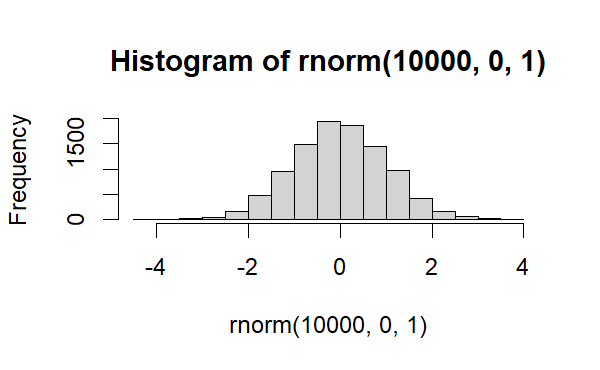 Histogram of rnorm(10000, 0, 1)
Frequency
1500
0
-4 -2 0 2 4
rnorm(10000, 0, 1)